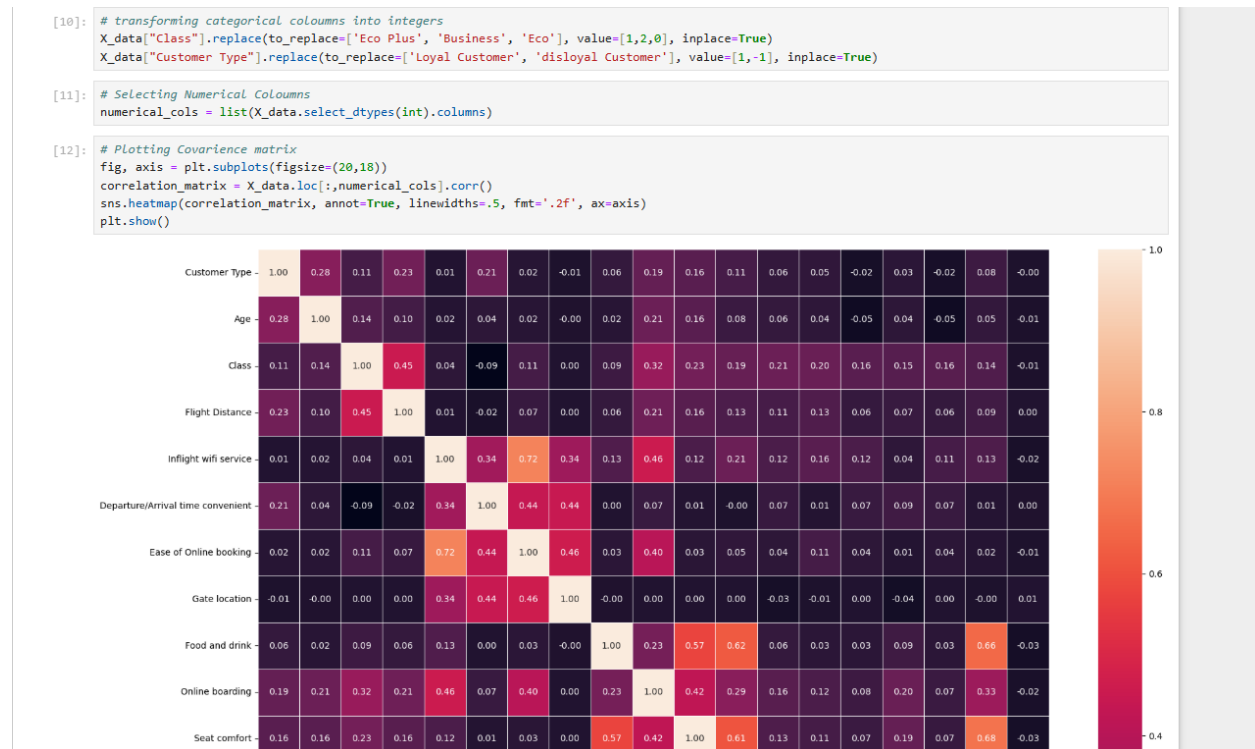 [10]: # transforming categorical coloumns into integers
X_data["Class"].replace(to_replace=['Eco Plus', 'Business', 'Eco'], value=[1,2,0], inplace=True)
X_data["Customer Type"].replace(to_replace=['Loyal Customer', 'disloyal Customer'], value=[1,-1], inplace=True)
[11]: # Selecting Numerical Coloumns
numerical_cols = list(X_data.select_dtypes(int).columns)
[12]: # Plotting Covarience matrix
fig, axis = plt.subplots(figsize=(20,18))
correlation_matrix = X_data.loc[:,numerical_cols].corr()
sns.heatmap(correlation_matrix, annot=True, linewidths=.5, fmt='.2f', ax=axis)
plt.show()
1.0
Customer Type 1.00 0.28 0.11 0.23 0.01 0.21 0.02 -0.01 0.06 0.19 0.16 0.11 0.06 0.05 -0.02 0.03 -0.02 0.08 -0.00
Age 0.28 1.00 0.14 0.10 0.02 0.04 0.02 -0.00 0.02 0.21 0.16 0.08 0.06 0.04 -0.05 0.04 -0.05 0.05 -0.01
Class 0.11 0.14 1.00 0.45 0.04 -0.09 0.11 0.00 0.09 0.32 0.23 0.19 0.21 0.20 0.16 0.15 0.16 0.14 -0.01
Flight Distance 0.23 0.10 0.45 1.00 0.01 -0.02 0.07 0.00 0.06 0.21 0.16 0.13 0.11 0.13 0.06 0.07 0.06 0.09 0.00
0.8
Inflight wifi service 0.01 0.02 0.04 0.01 1.00 0.34 0.72 0.34 0.13 0.46 0.12 0.21 0.12 0.16 0.12 0.04 0.11 0.13 -0.02
Departure/Arrival time convenient 0.21 0.04 -0.09 -0.02 0.34 1.00 0.44 0.44 0.00 0.07 0.01 -0.00 0.07 0.01 0.07 0.09 0.07 0.01 0.00
Ease of Online booking 0.02 0.02 0.11 0.07 0.72 0.44 1.00 0.46 0.03 0.40 0.03 0.05 0.04 0.11 0.04 0.01 0.04 0.02 -0.01
0.6
Gate location -0.01 -0.00 0.00 0.00 0.34 0.44 0.46 1.00 -0.00 0.00 0.00 0.00 -0.03 -0.01 0.00 -0.04 0.00 -0.00 0.01
Food and drink 0.06 0.02 0.09 0.06 0.13 0.00 0.03 -0.00 1.00 0.23 0.57 0.62 0.06 0.03 0.03 0.09 0.03 0.66 -0.03
Online boarding 0.19 0.21 0.32 0.21 0.46 0.07 0.40 0.00 0.23 1.00 0.42 0.29 0.16 0.12 0.08 0.20 0.07 0.33 -0.02
Seat comfort 0.16 0.16 0.23 0.16 0.12 0.01 0.03 0.00 0.57 0.42 1.00 0.61 0.13 0.11 0.07 0.19 0.07 0.68 -0.03
0.4